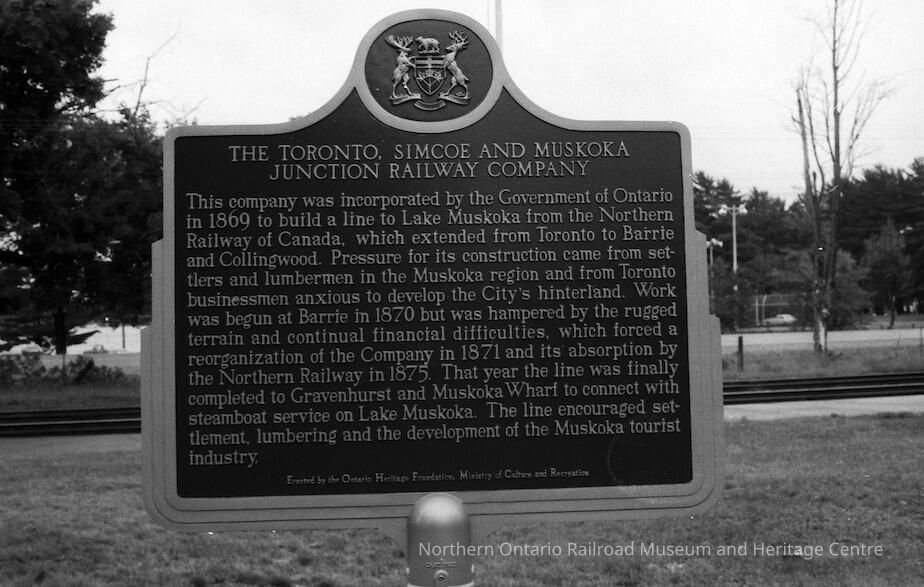 THE TORONTO, SIMCOE AND MUSKOKA
JUNCTION RAILWAY COMPANY
This company was incorporated by the Government of Ontario
in 1869 to build a line to Lake Muskoka from the Northern
Railway of Canada, which extended from Toronto to Barrie
and Collingwood. Pressure for its construction came from set-
tlers and lumbermen in the Muskoka region and from Toronto
businessmen anxious to develop the City's hinterland. Work
was begun at Barrie in 1870 but was hampered by the rugged
terrain and continual financial difficulties, which forced a
reorganization of the Company in 1871 and its absorption by
the Northern Railway in 1875. That year the line was finally
completed to Gravenhurst and Muskoka Wharf to connect with
steamboat service on Lake Muskoka. The line encouraged set-
tlement, lumbering and the development of the Muskoka tourist
industry.
Erected by the Ontario Heritage Foundation, Ministry of Culture and Recreation
Northern Ontario Railroad Museum and Heritage Centre